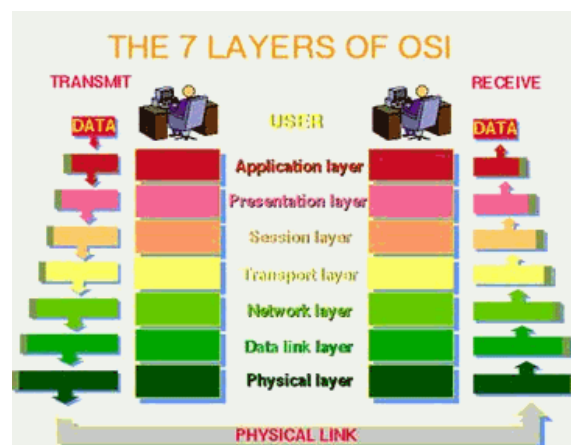 THE 7 LAYERS OF OSI
TRANSMIT
RECEIVE
DATA
USER
DATA
Application layer
Presentation layer
Session layer
Transport layer
Network layer
Data link layer
Physical layer
PHYSICAL LINK